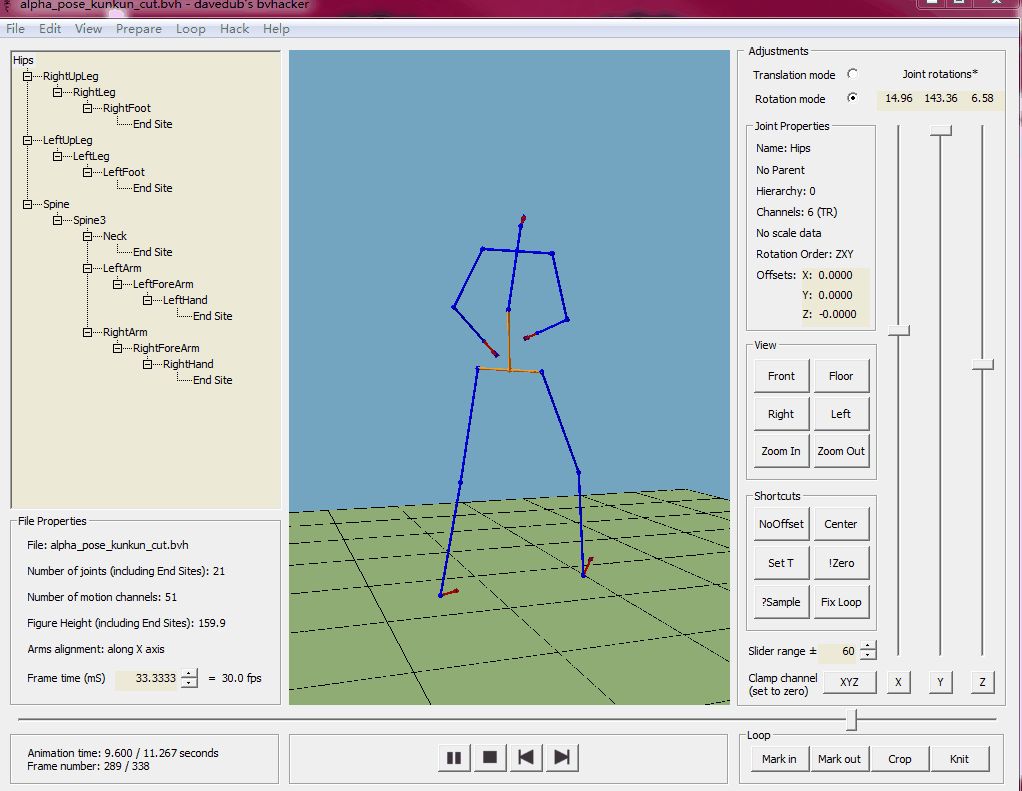 alpha_pose_kunkun_cut.bvh - davedub's bvhacker
File Edit View Prepare Loop Hack Help
Hips
RightUpLeg
RightLeg
RightFoot
End Site
LeftUpLeg
LeftLeg
LeftFoot
End Site
Spine
Spine3
Neck
End Site
LeftArm
LeftForeArm
LeftHand
End Site
RightArm
RightForeArm
RightHand
End Site
File Properties
File: alpha_pose_kunkun_cut.bvh
Number of joints (including End Sites): 21
Number of motion channels: 51
Figure Height (including End Sites): 159.9
Arms alignment: along X axis
Frame time (mS) 33.3333 = 30.0 fps
Adjustments
Translation mode
Joint rotations*
Rotation mode
14.96 143.36 6.58
Joint Properties
Name: Hips
No Parent
Hierarchy: 0
Channels: 6 (TR)
No scale data
Rotation Order: ZXY
Offsets: X: 0.0000
Y: 0.0000
Z: -0.0000
View
Front Floor
Right Left
Zoom In Zoom Out
Shortcuts
NoOffset Center
Set T !Zero
?Sample Fix Loop
Slider range ± 60
Clamp channel
(set to zero)
XYZ X Y Z
Animation time: 9.600 / 11.267 seconds
Frame number: 289 / 338
Loop
Mark in Mark out Crop Knit